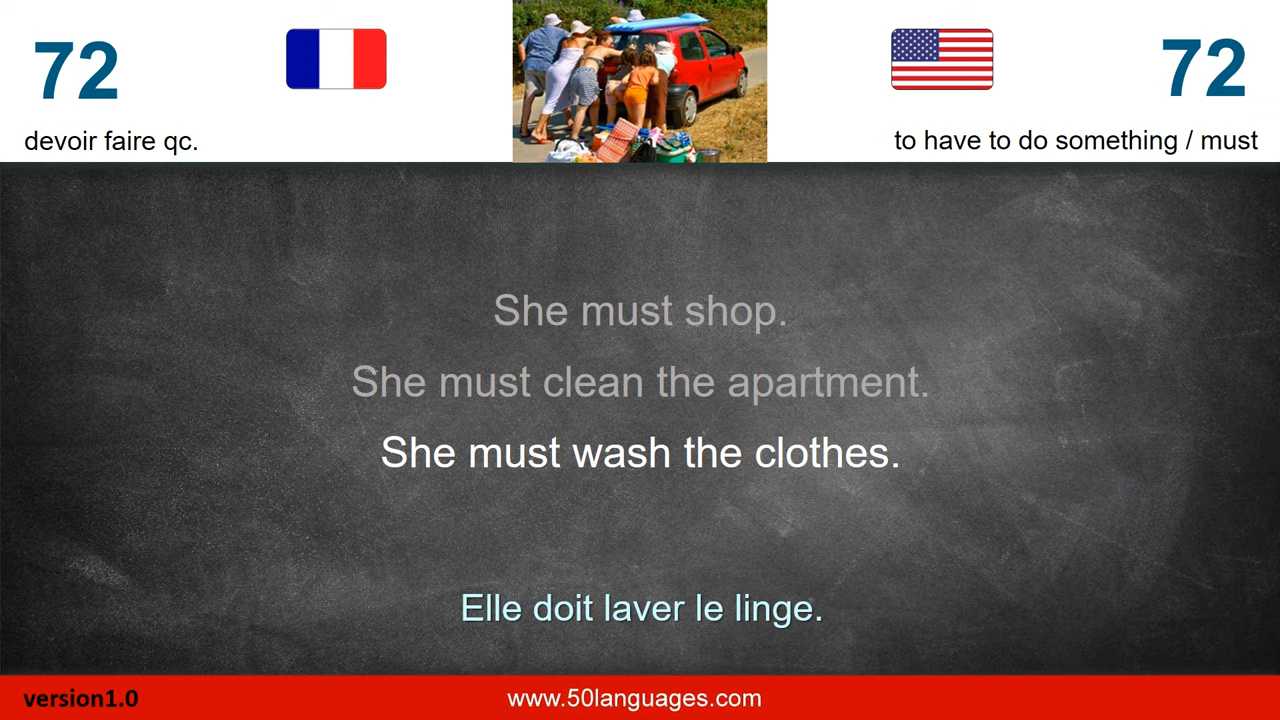 72
72
devoir faire qc.
to have to do something / must
She must shop.
She must clean the apartment.
She must wash the clothes.
Elle doit laver le linge.
version1.0
www.50languages.com